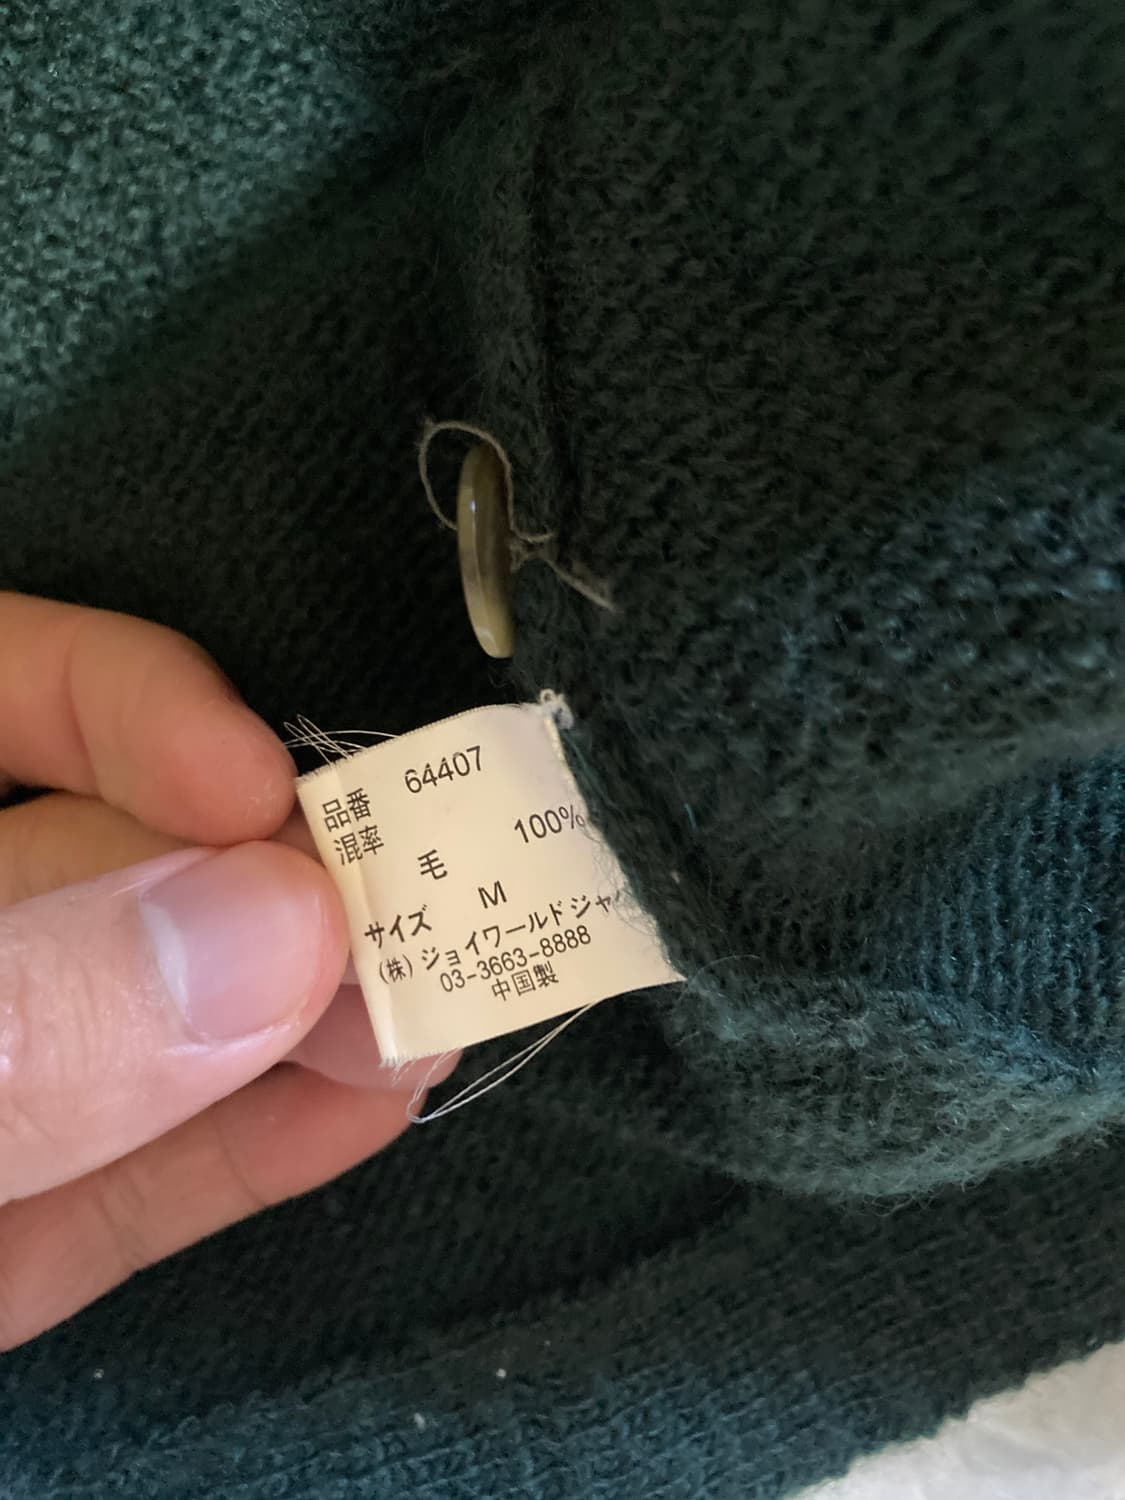 品番 64407
混率
毛 100%
サイズ M
(株)ジョイワールドジャ
03-3663-8888
中国製